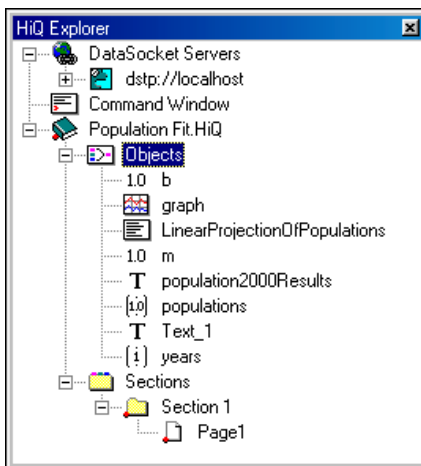 HiQ Explorer
DataSocket Servers
dstp://localhost
Command Window
Population Fit.HiQ
Objects
1.0 b
graph
LinearProjectionOfPopulations
1.0 m
T population2000Results
[1.0] populations
T Text_1
[i] years
Sections
Section 1
Page1